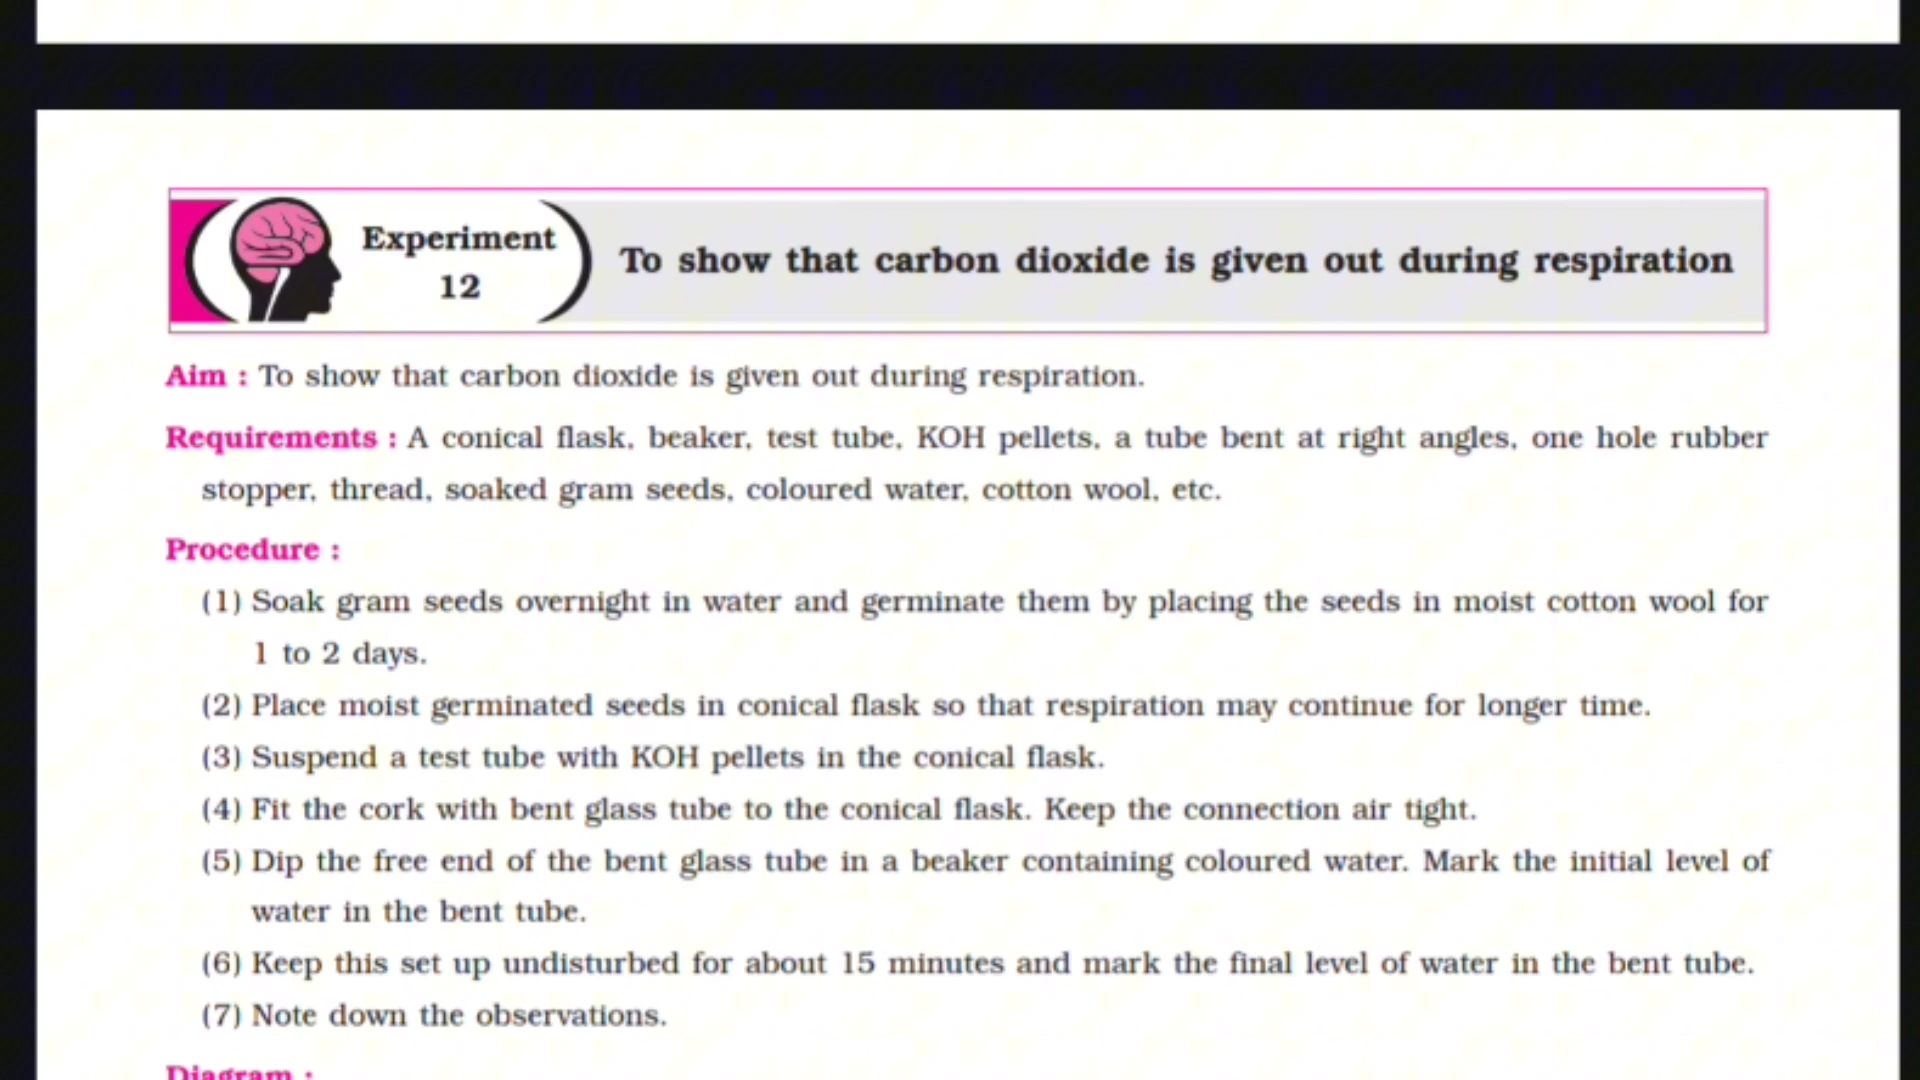 Experiment
12
To show that carbon dioxide is given out during respiration
Aim : To show that carbon dioxide is given out during respiration.
Requirements : A conical flask, beaker, test tube, KOH pellets, a tube bent at right angles, one hole rubber
stopper, thread, soaked gram seeds, coloured water, cotton wool, etc.
Procedure :
(1) Soak gram seeds overnight in water and germinate them by placing the seeds in moist cotton wool for
1 to 2 days.
(2) Place moist germinated seeds in conical flask so that respiration may continue for longer time.
(3) Suspend a test tube with KOH pellets in the conical flask.
(4) Fit the cork with bent glass tube to the conical flask. Keep the connection air tight.
(5) Dip the free end of the bent glass tube in a beaker containing coloured water. Mark the initial level of
water in the bent tube.
(6) Keep this set up undisturbed for about 15 minutes and mark the final level of water in the bent tube.
(7) Note down the observations.
Diagram :